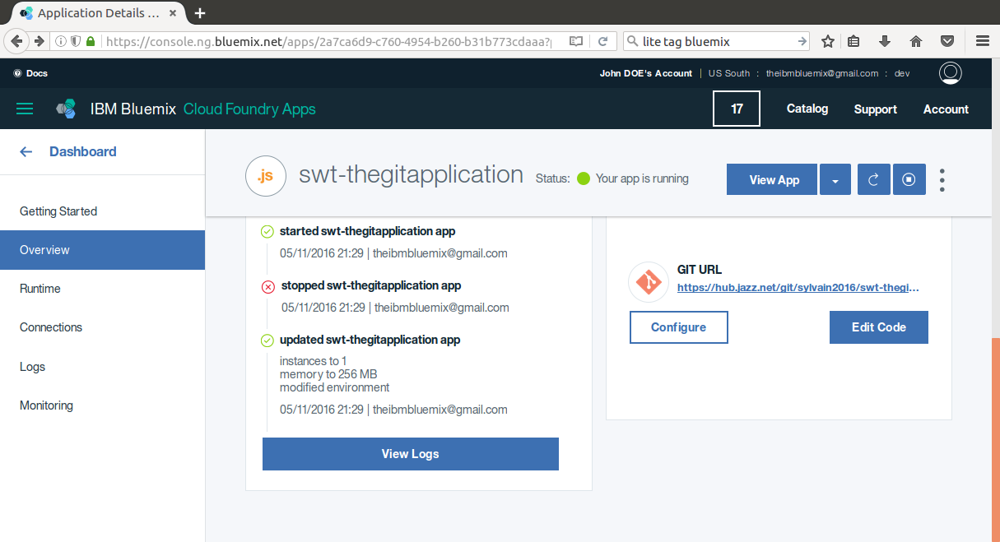 Application Details ...
https://console.ng.bluemix.net/apps/2a7ca6d9-c760-4954-b260-b31b773cdaaa?
lite tag bluemix
Docs
John DOE's Account | US South : theibmbluemix@gmail.com : dev
IBM Bluemix Cloud Foundry Apps
17
Catalog
Support
Account
Dashboard
.js
swt-thegitapplication
Status: Your app is running
View App
Getting Started
Overview
Runtime
Connections
Logs
Monitoring
started swt-thegitapplication app
05/11/2016 21:29 | theibmbluemix@gmail.com
stopped swt-thegitapplication app
05/11/2016 21:29 | theibmbluemix@gmail.com
updated swt-thegitapplication app
instances to 1
memory to 256 MB
modified environment
05/11/2016 21:29 | theibmbluemix@gmail.com
View Logs
GIT URL
https://hub.jazz.net/git/sylvain2016/swt-thegi...
Configure
Edit Code